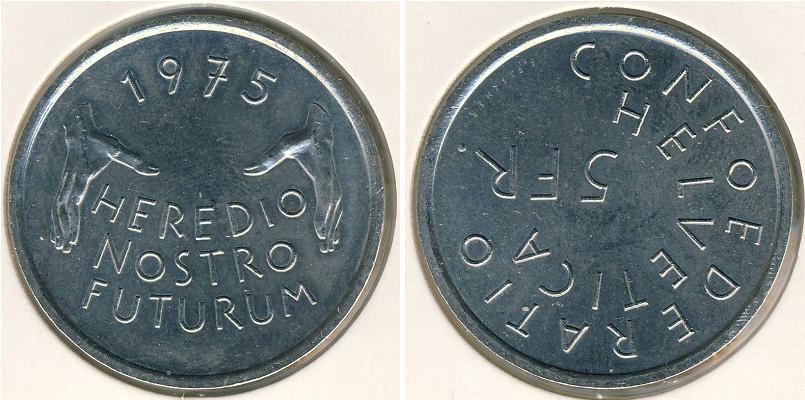 1975
HEREDIO
NOSTRO
FUTURUM
CONFOEDERATIO
HELVETICA
5 FR.